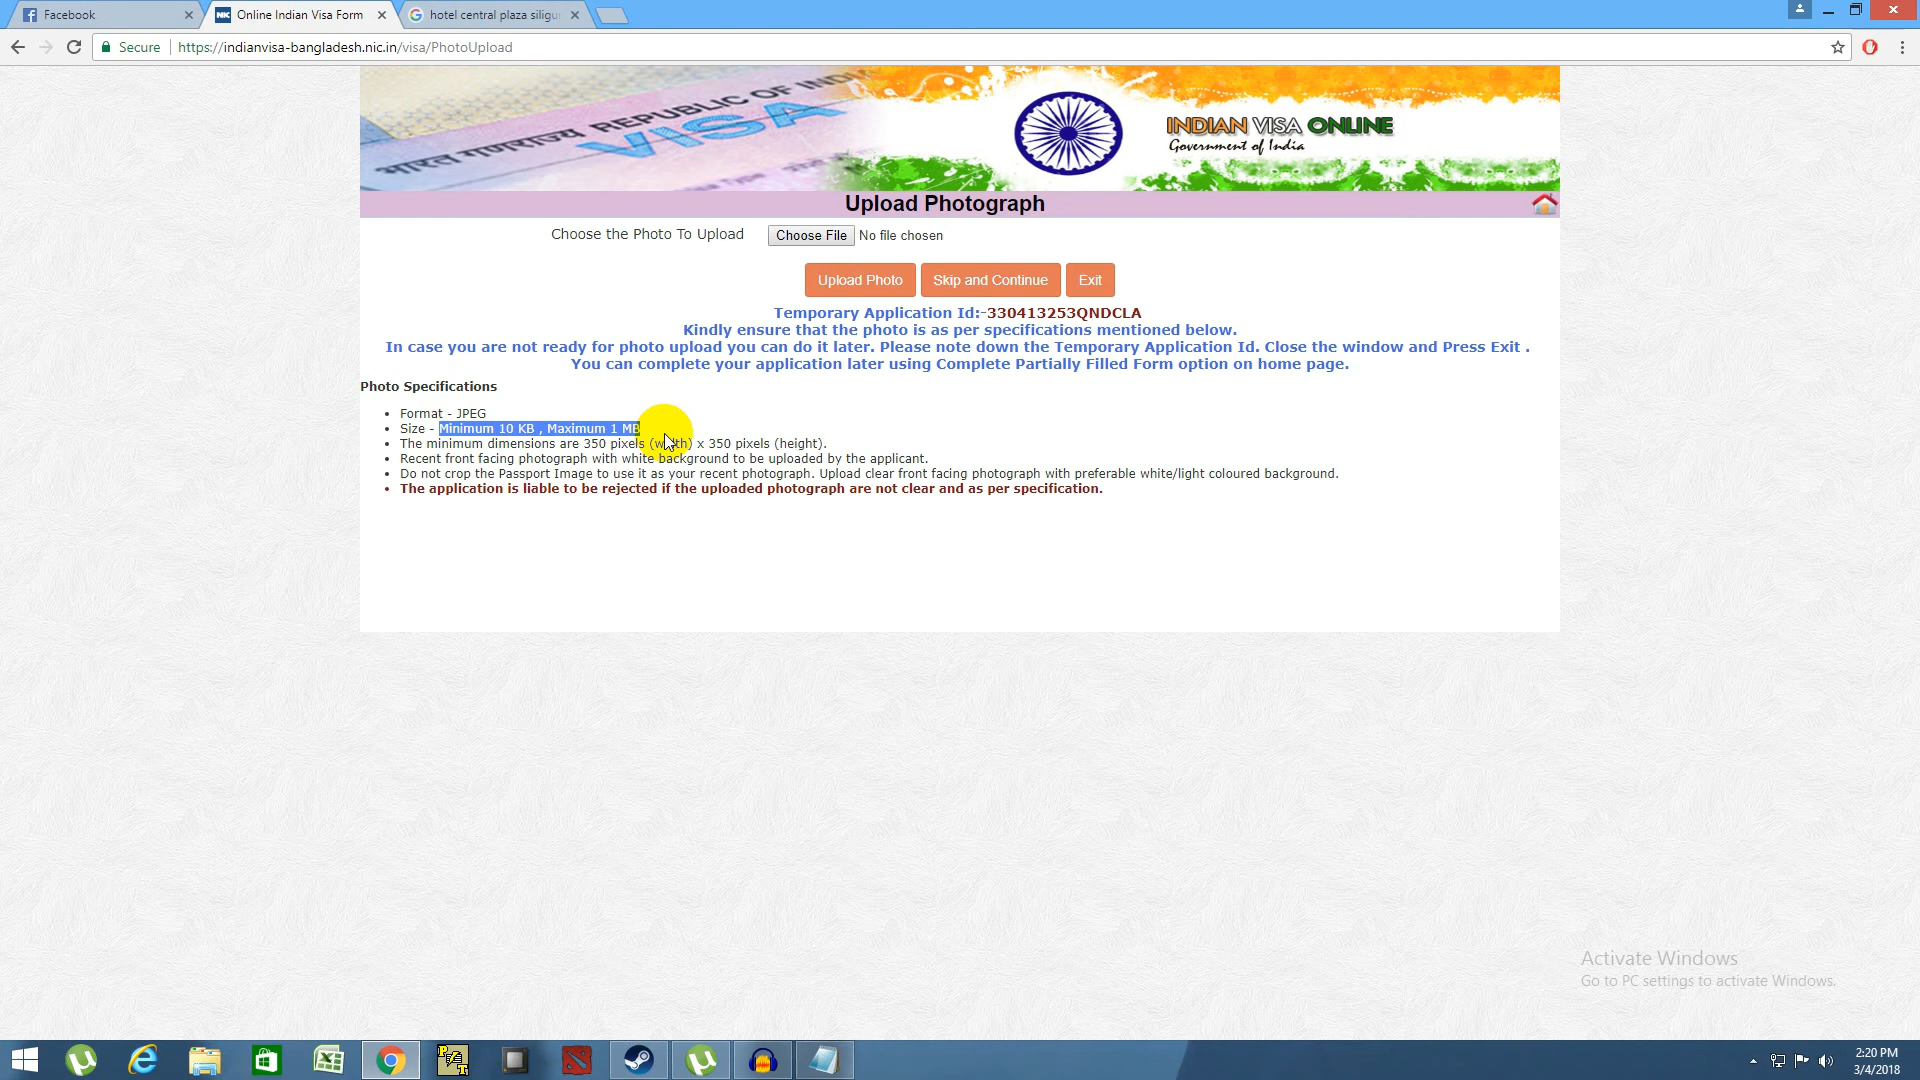 Facebook
Online Indian Visa Form
hotel central plaza siligu
Secure
https://indianvisa-bangladesh.nic.in/visa/PhotoUpload
REPUBLIC OF INDI
भारत गणराज्य VISA
INDIAN VISA ONLINE
Government of India
Upload Photograph
Choose the Photo To Upload
Choose File No file chosen
Upload Photo Skip and Continue Exit
Temporary Application Id:-330413253QNDCLA
Kindly ensure that the photo is as per specifications mentioned below.
In case you are not ready for photo upload you can do it later. Please note down the Temporary Application Id. Close the window and Press Exit .
You can complete your application later using Complete Partially Filled Form option on home page.
Photo Specifications
• Format - JPEG
• Size - Minimum 10 KB , Maximum 1 MB
• The minimum dimensions are 350 pixels (width) x 350 pixels (height).
• Recent front facing photograph with white background to be uploaded by the applicant.
• Do not crop the Passport Image to use it as your recent photograph. Upload clear front facing photograph with preferable white/light coloured background.
• The application is liable to be rejected if the uploaded photograph are not clear and as per specification.
Activate Windows
Go to PC settings to activate Windows.
2:20 PM
3/4/2018